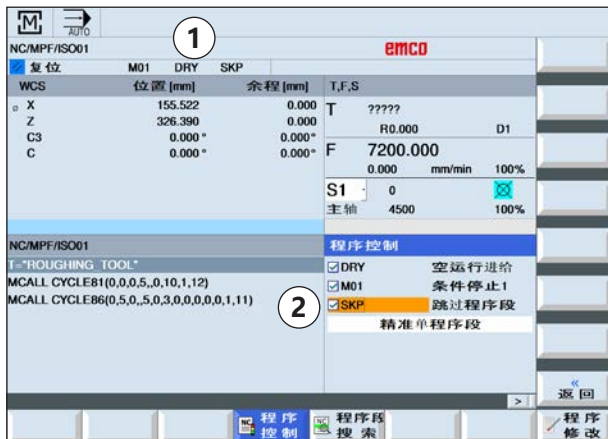 M
AUTO
1
NC/MPF/ISO01
emco
复位 M01 DRY SKP
WCS 位置 [mm] 余程 [mm] T,F,S
X 155.522 0.000
Z 326.390 0.000
C3 0.000 ° 0.000°
C 0.000 ° 0.000°
T ?????
R0.000 D1
F 7200.000
0.000 mm/min 100%
S1 0
主轴 4500 100%
NC/MPF/ISO01
T="ROUGHING_TOOL"
MCALL CYCLE81(0,0,0,5,,0,10,1,12)
MCALL CYCLE86(0,5,0,,5,0,3,0,0,0,0,0,1,11)
程序控制
DRY 空运行进给
M01 条件停止1
2
SKP 跳过程序段
精准单程序段
>
«
返回
NC 程序控制
NC 程序段搜索
程序修改